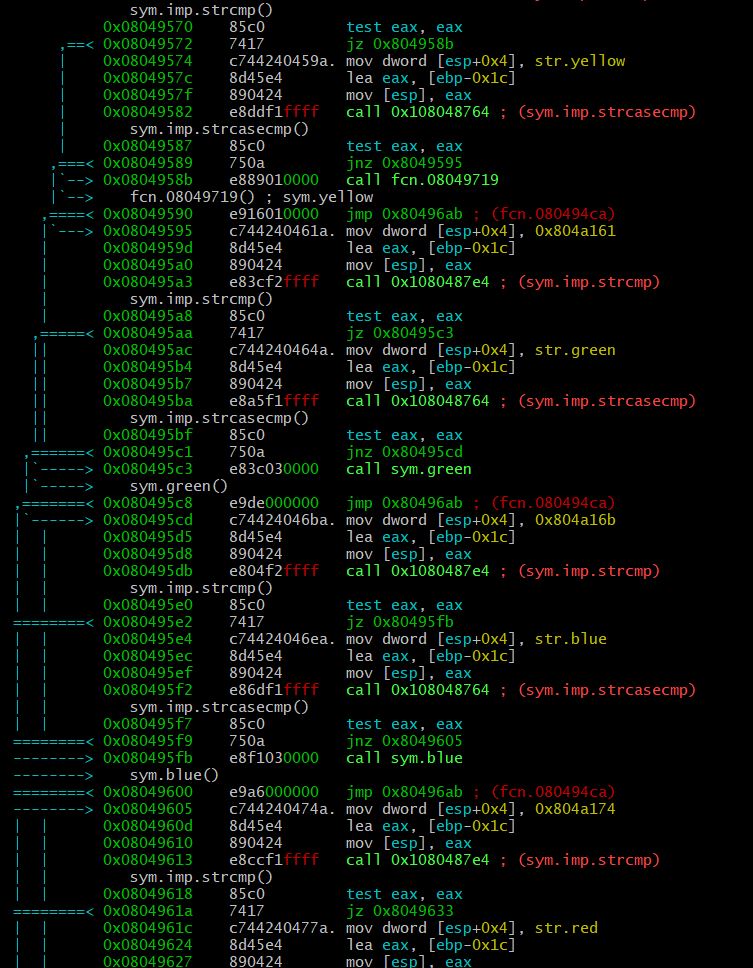 sym.imp.strcmp()
0x08049570 85c0 test eax, eax
,==< 0x08049572 7417 jz 0x804958b
| 0x08049574 c744240459a. mov dword [esp+0x4], str.yellow
| 0x0804957c 8d45e4 lea eax, [ebp-0x1c]
| 0x0804957f 890424 mov [esp], eax
| 0x08049582 e8ddf1ffff call 0x108048764 ; (sym.imp.strcasecmp)
| sym.imp.strcasecmp()
| 0x08049587 85c0 test eax, eax
,===< 0x08049589 750a jnz 0x8049595
|`--> 0x0804958b e889010000 call fcn.08049719
|`--> fcn.08049719() ; sym.yellow
,====< 0x08049590 e916010000 jmp 0x80496ab ; (fcn.080494ca)
|`---> 0x08049595 c744240461a. mov dword [esp+0x4], 0x804a161
| 0x0804959d 8d45e4 lea eax, [ebp-0x1c]
| 0x080495a0 890424 mov [esp], eax
| 0x080495a3 e83cf2ffff call 0x1080487e4 ; (sym.imp.strcmp)
| sym.imp.strcmp()
| 0x080495a8 85c0 test eax, eax
,=====< 0x080495aa 7417 jz 0x80495c3
|| 0x080495ac c744240464a. mov dword [esp+0x4], str.green
|| 0x080495b4 8d45e4 lea eax, [ebp-0x1c]
|| 0x080495b7 890424 mov [esp], eax
|| 0x080495ba e8a5f1ffff call 0x108048764 ; (sym.imp.strcasecmp)
|| sym.imp.strcasecmp()
|| 0x080495bf 85c0 test eax, eax
,======< 0x080495c1 750a jnz 0x80495cd
|`-----> 0x080495c3 e83c030000 call sym.green
|`-----> sym.green()
,=======< 0x080495c8 e9de000000 jmp 0x80496ab ; (fcn.080494ca)
|`------> 0x080495cd c74424046ba. mov dword [esp+0x4], 0x804a16b
| | 0x080495d5 8d45e4 lea eax, [ebp-0x1c]
| | 0x080495d8 890424 mov [esp], eax
| | 0x080495db e804f2ffff call 0x1080487e4 ; (sym.imp.strcmp)
| | sym.imp.strcmp()
| | 0x080495e0 85c0 test eax, eax
========< 0x080495e2 7417 jz 0x80495fb
| | 0x080495e4 c74424046ea. mov dword [esp+0x4], str.blue
| | 0x080495ec 8d45e4 lea eax, [ebp-0x1c]
| | 0x080495ef 890424 mov [esp], eax
| | 0x080495f2 e86df1ffff call 0x108048764 ; (sym.imp.strcasecmp)
| | sym.imp.strcasecmp()
| | 0x080495f7 85c0 test eax, eax
========< 0x080495f9 750a jnz 0x8049605
--------> 0x080495fb e8f1030000 call sym.blue
--------> sym.blue()
========< 0x08049600 e9a6000000 jmp 0x80496ab ; (fcn.080494ca)
--------> 0x08049605 c744240474a. mov dword [esp+0x4], 0x804a174
| | 0x0804960d 8d45e4 lea eax, [ebp-0x1c]
| | 0x08049610 890424 mov [esp], eax
| | 0x08049613 e8ccf1ffff call 0x1080487e4 ; (sym.imp.strcmp)
| | sym.imp.strcmp()
| | 0x08049618 85c0 test eax, eax
========< 0x0804961a 7417 jz 0x8049633
| | 0x0804961c c744240477a. mov dword [esp+0x4], str.red
| | 0x08049624 8d45e4 lea eax, [ebp-0x1c]
| | 0x08049627 890424 mov [esp], eax